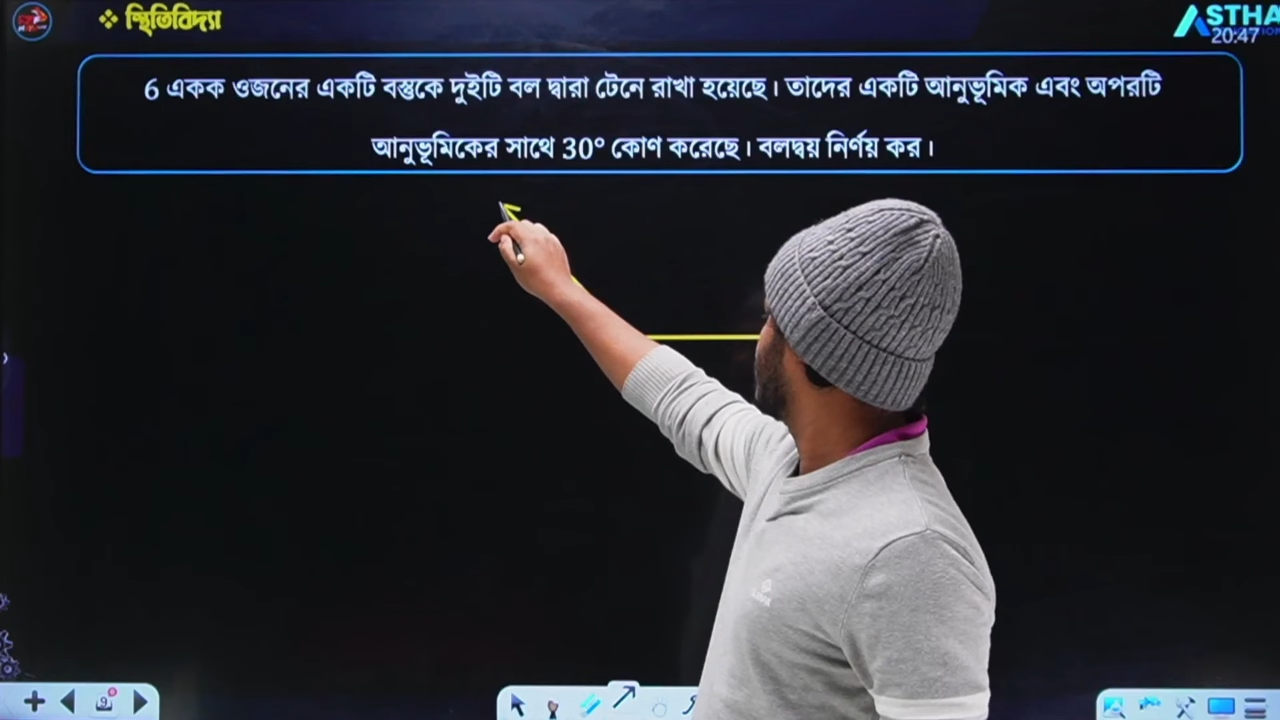 ❖ স্থিতিবিদ্যা
ASTHA
20:47
6 একক ওজনের একটি বস্তুকে দুইটি বল দ্বারা টেনে রাখা হয়েছে। তাদের একটি আনুভূমিক এবং অপরটি
আনুভূমিকের সাথে 30° কোণ করেছে। বলদ্বয় নির্ণয় কর।
9